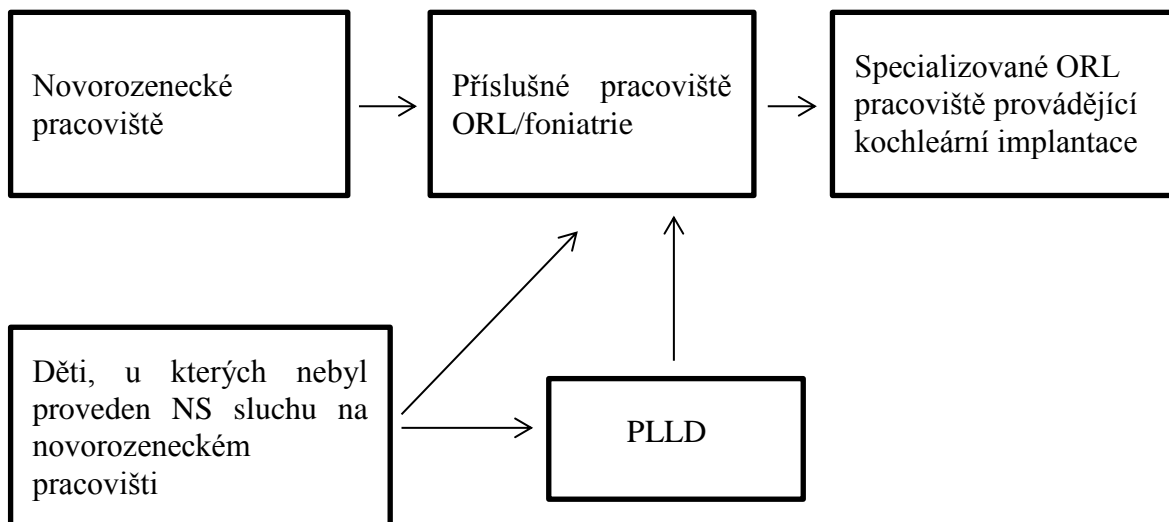 Novorozenecké
pracoviště
Příslušné pracoviště
ORL/foniatrie
Specializované ORL
pracoviště provádějící
kochleární implantace
Děti, u kterých nebyl
proveden NS sluchu na
novorozeneckém
pracovišti
PLLD